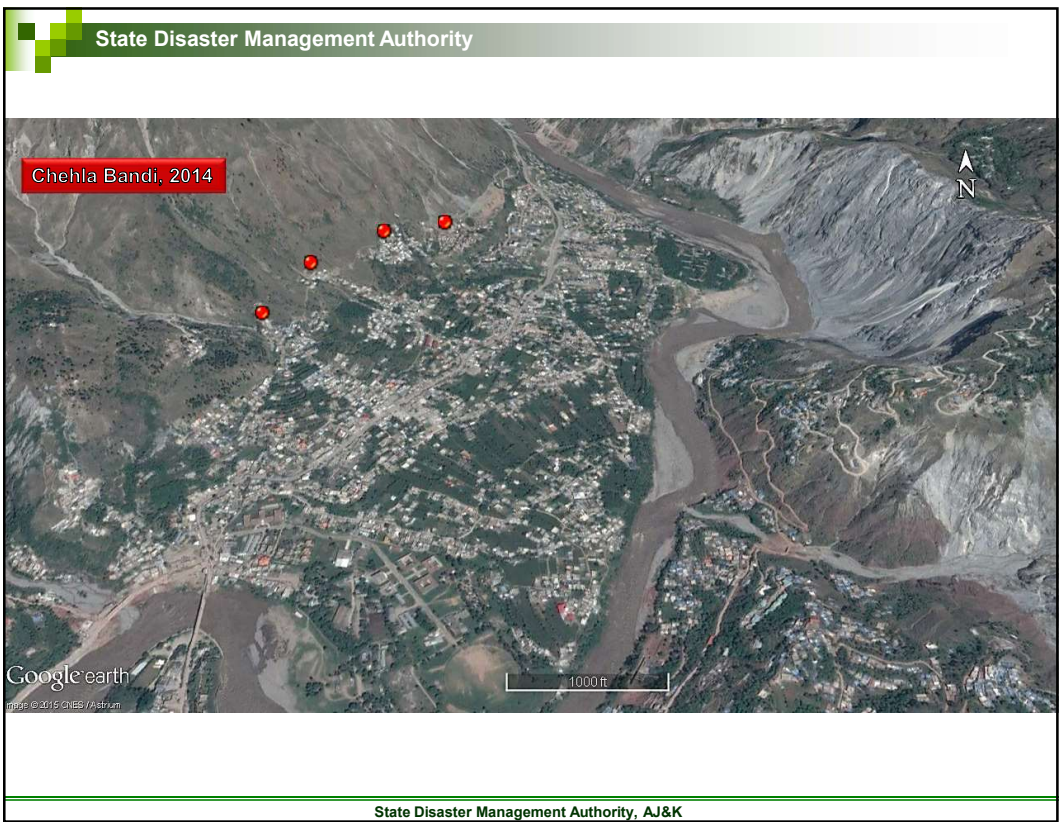 State Disaster Management Authority
Chehla Bandi, 2014
N
Google earth
Image © 2015 CNES / Astrium
1000 ft
State Disaster Management Authority, AJ&K